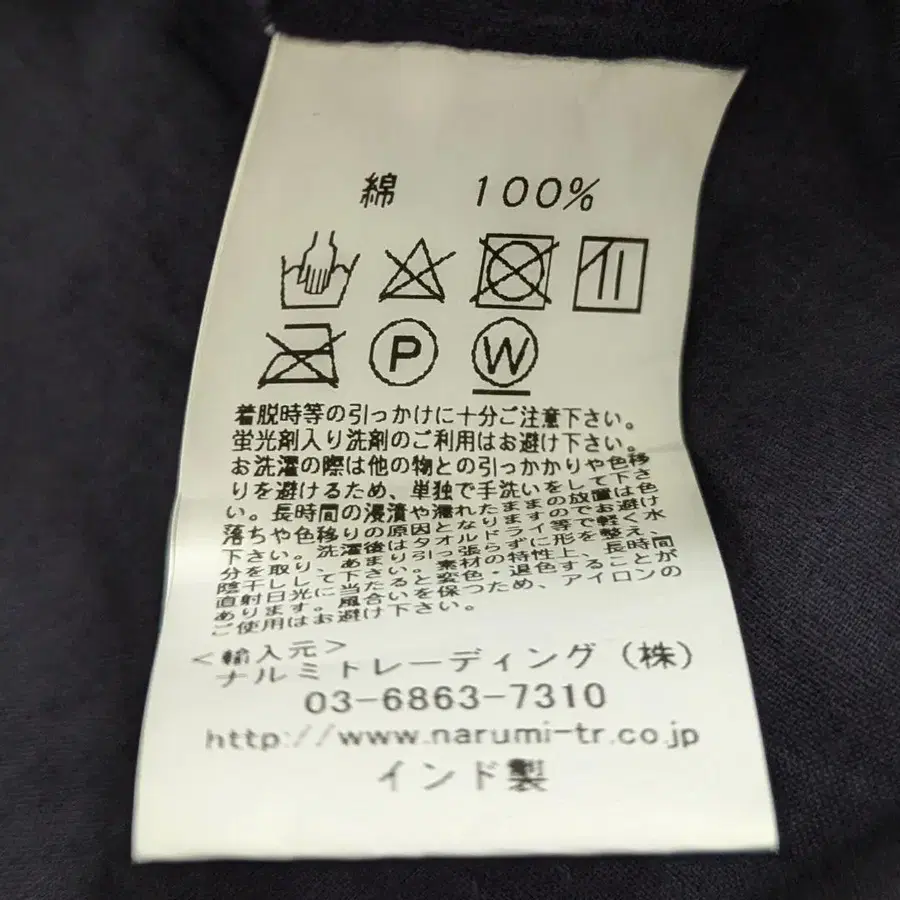 綿 100%
P W
着脱時等の引っかけに十分ご注意下さい。
蛍光剤入り洗剤のご利用はお避け下さい。
お洗濯の際は他の物との引っかかりや色移
りを避けるため、単独で手洗いをして下さ
い。長時間の浸漬や濡れたままの放置は色
落ちや色移りの原因となりますのでお避け
下さい。洗濯後はタオルドライ等で軽く水
分を取り、あまり引っ張らずに形を整え、
陰干しして下さい。素材の特性上、長時間
直射日光に当たると変色・退色することが
あります。風合いを保つため、アイロンの
ご使用はお避け下さい。
<輸入元>
ナルミトレーディング(株)
03-6863-7310
http://www.narumi-tr.co.jp
インド製